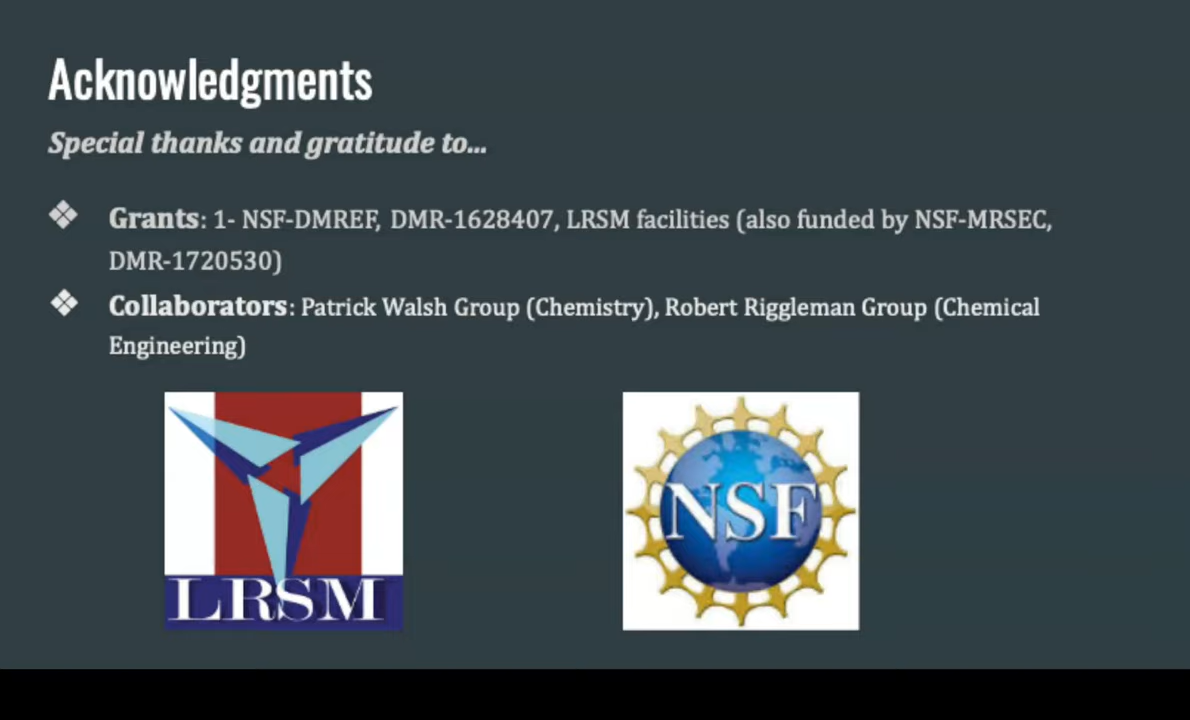 Acknowledgments
Special thanks and gratitude to...
❖ Grants: 1- NSF-DMREF, DMR-1628407, LRSM facilities (also funded by NSF-MRSEC,
DMR-1720530)
❖ Collaborators: Patrick Walsh Group (Chemistry), Robert Riggleman Group (Chemical
Engineering)
LRSM
NSF